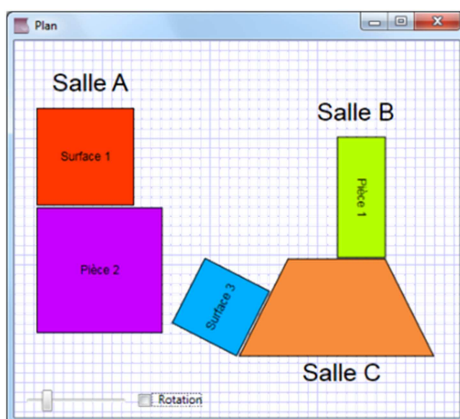 Plan
Salle A
Salle B
Surface 1
Pièce 1
Pièce 2
Surface 3
Salle C
Rotation